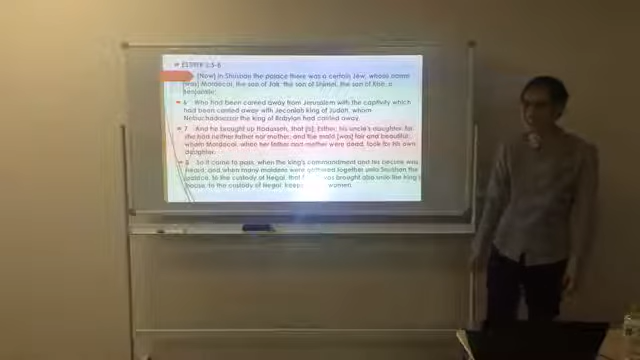 ESTHER 2:5-8
[Now] in Shushan the palace there was a certain Jew, whose name
[was] Mordecai, the son of Jair, the son of Shimei, the son of Kish, a
Benjamite;
6 Who had been carried away from Jerusalem with the captivity which
had been carried away with Jeconiah king of Judah, whom
Nebuchadnezzar the king of Babylon had carried away.
7 And he brought up Hadassah, that [is], Esther, his uncle's daughter: for
she had neither father nor mother, and the maid [was] fair and beautiful;
whom Mordecai, when her father and mother were dead, took for his own
daughter.
8 So it came to pass, when the king's commandment and his decree was
heard, and when many maidens were gathered together unto Shushan the
palace, to the custody of Hegai, that was brought also unto the king's
house, to the custody of Hegai, keeper women.